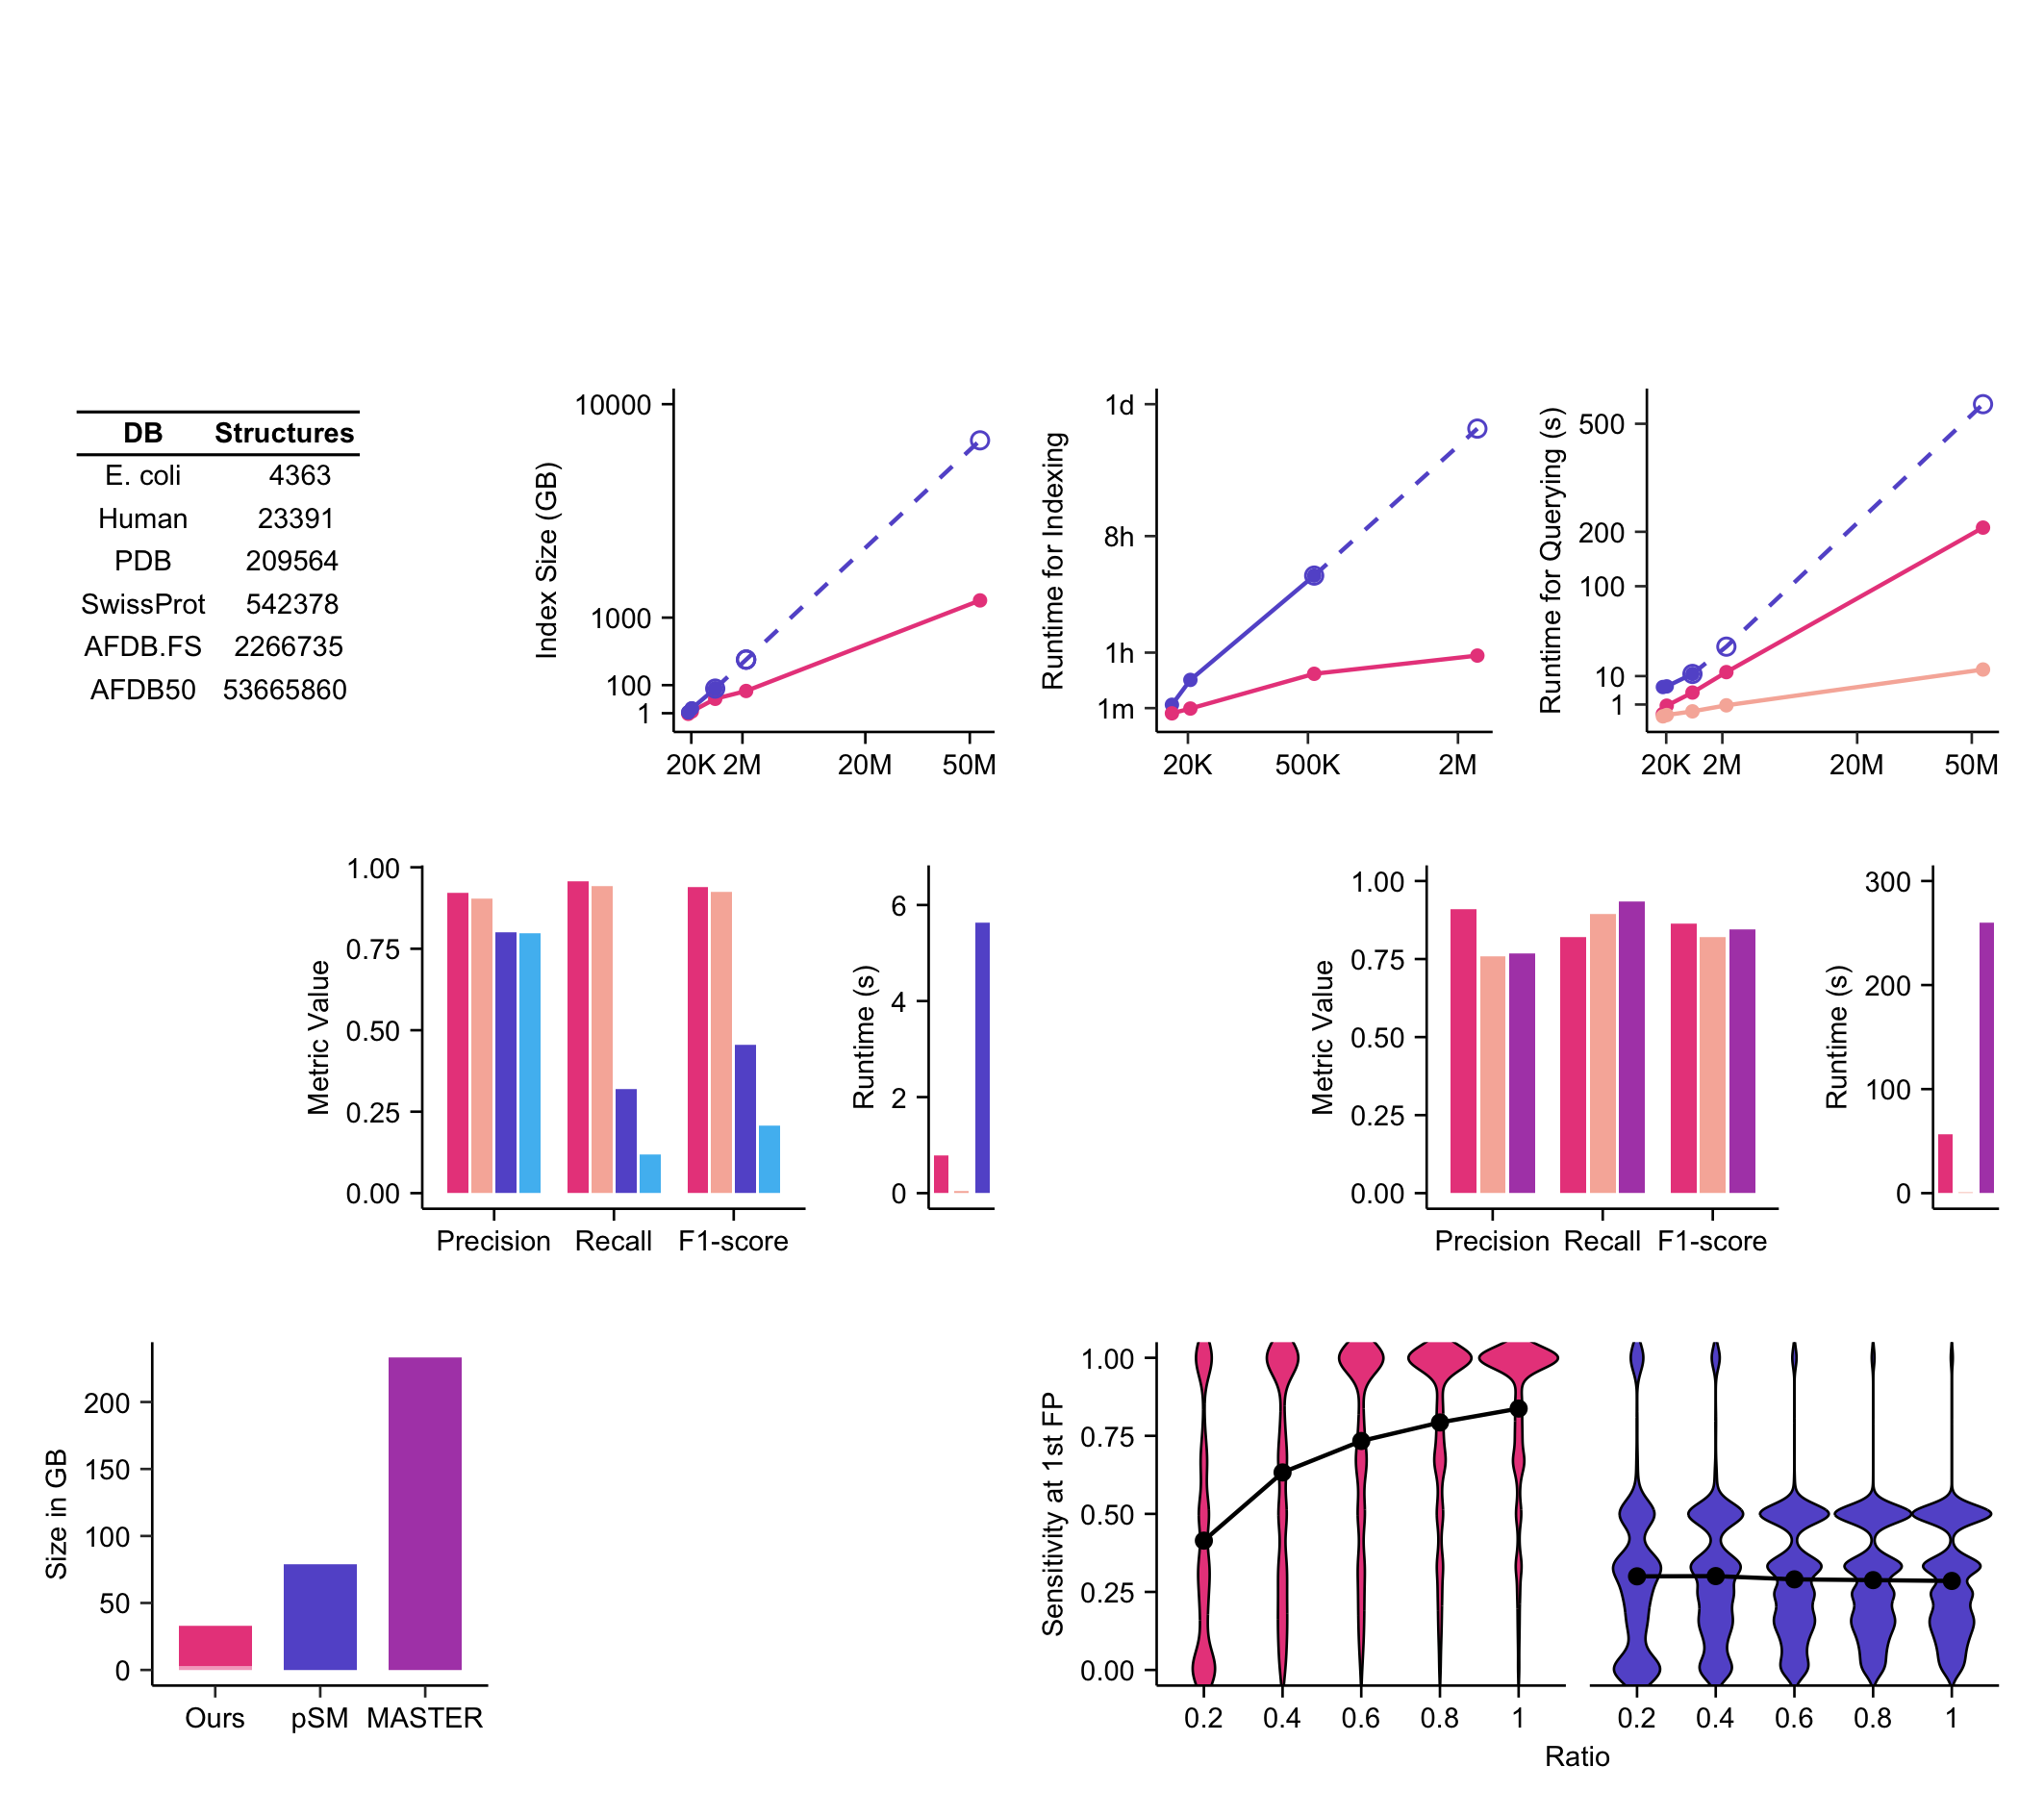 DB Structures
E. coli 4363
Human 23391
PDB 209564
SwissProt 542378
AFDB.FS 2266735
AFDB50 53665860
Index Size (GB)
10000
1000
100
1
20K 2M 20M 50M
Runtime for Indexing
1d
8h
1h
1m
20K 500K 2M
Runtime for Querying (s)
500
200
100
10
1
20K 2M 20M 50M
Metric Value
1.00
0.75
0.50
0.25
0.00
Precision Recall F1-score
Runtime (s)
6
4
2
0
Metric Value
1.00
0.75
0.50
0.25
0.00
Precision Recall F1-score
Runtime (s)
300
200
100
0
Size in GB
200
150
100
50
0
Ours pSM MASTER
Sensitivity at 1st FP
1.00
0.75
0.50
0.25
0.00
0.2 0.4 0.6 0.8 1
0.2 0.4 0.6 0.8 1
Ratio